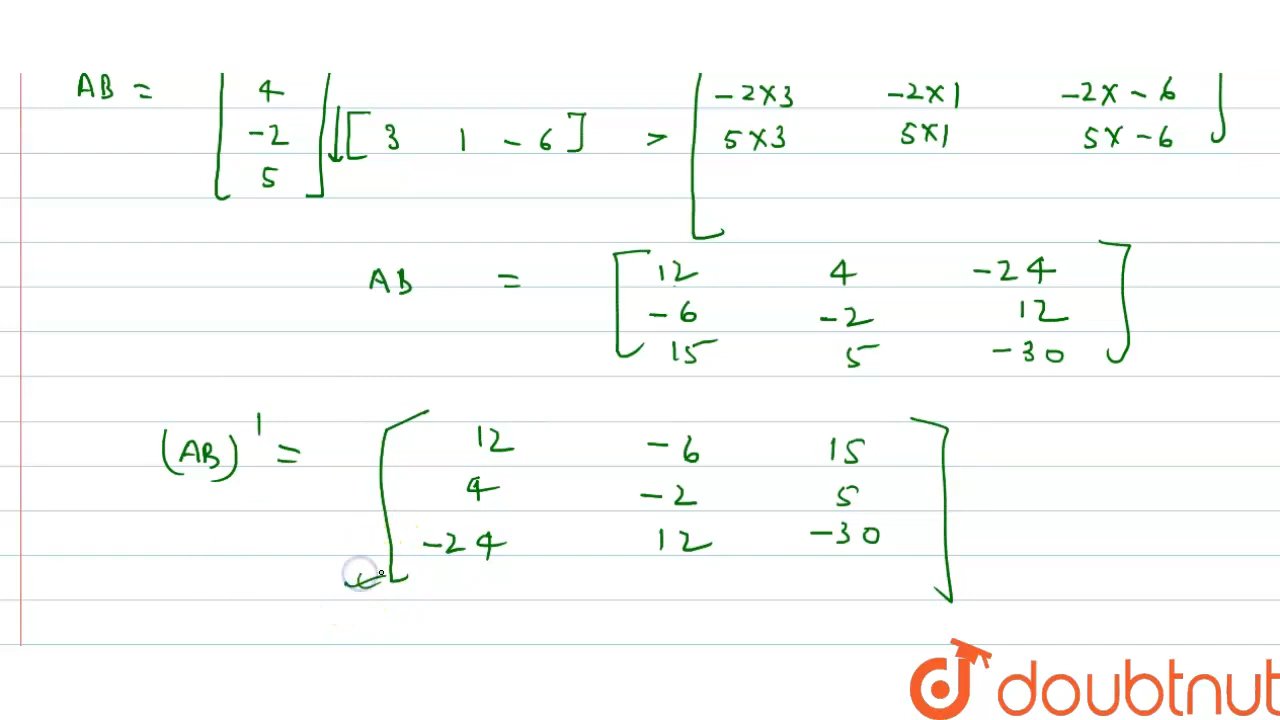 AB = [ 4 -2×3 -2×1 -2×-6
-2 [ 3 1 -6 ] > 5×3 5×1 5×-6
5 ]
AB = [ 12 4 -24
-6 -2 12
15 5 -30 ]
(AB)' = [ 12 -6 15
4 -2 5
-24 12 -30 ]
doubtnut